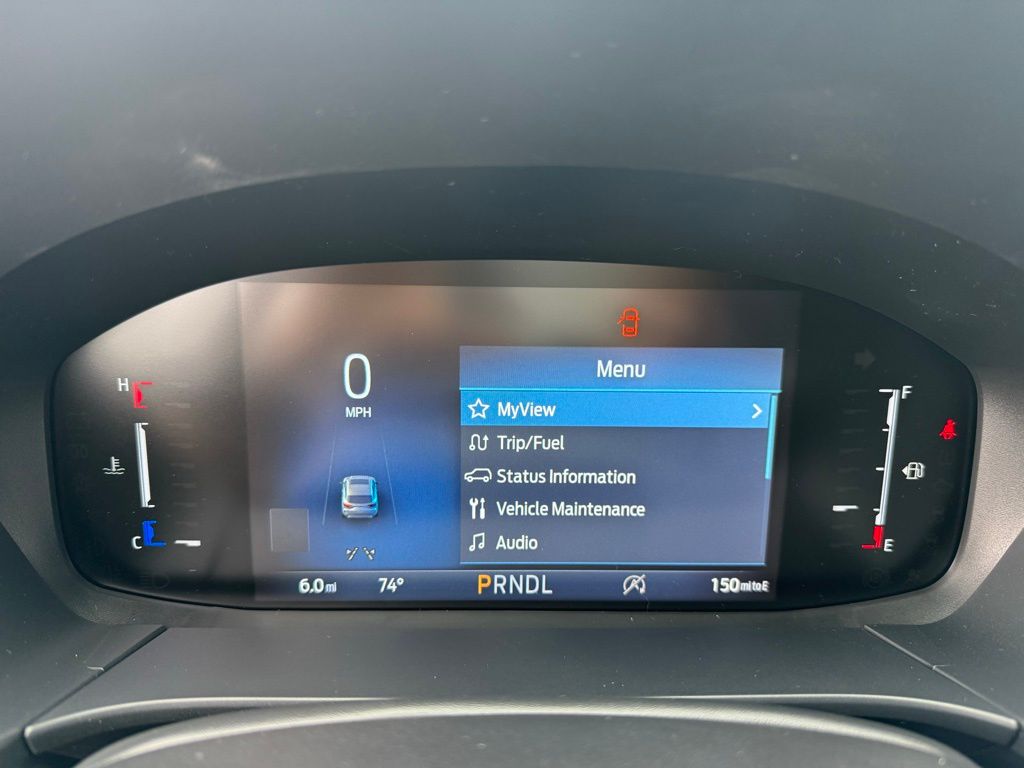 0
MPH
H
C
Menu
MyView
Trip/Fuel
Status Information
Vehicle Maintenance
Audio
6.0 mi 74° PRNDL 150 mi to E
F
E